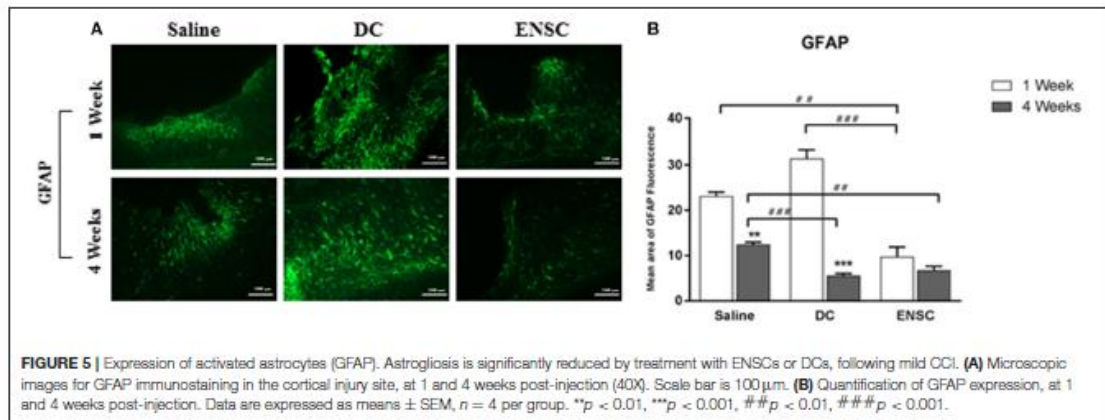 A
Saline
DC
ENSC
GFAP
1 Week
4 Weeks
B
GFAP
1 Week
4 Weeks
##
###
##
###
**
***
Mean area of GFAP Fluorescence
40
30
20
10
0
Saline
DC
ENSC
FIGURE 5 | Expression of activated astrocytes (GFAP). Astrogliosis is significantly reduced by treatment with ENSCs or DCs, following mild CCI. (A) Microscopic
images for GFAP immunostaining in the cortical injury site, at 1 and 4 weeks post-injection (40X). Scale bar is 100 μm. (B) Quantification of GFAP expression, at 1
and 4 weeks post-injection. Data are expressed as means ± SEM, n = 4 per group. **p < 0.01, ***p < 0.001, ##p < 0.01, ###p < 0.001.